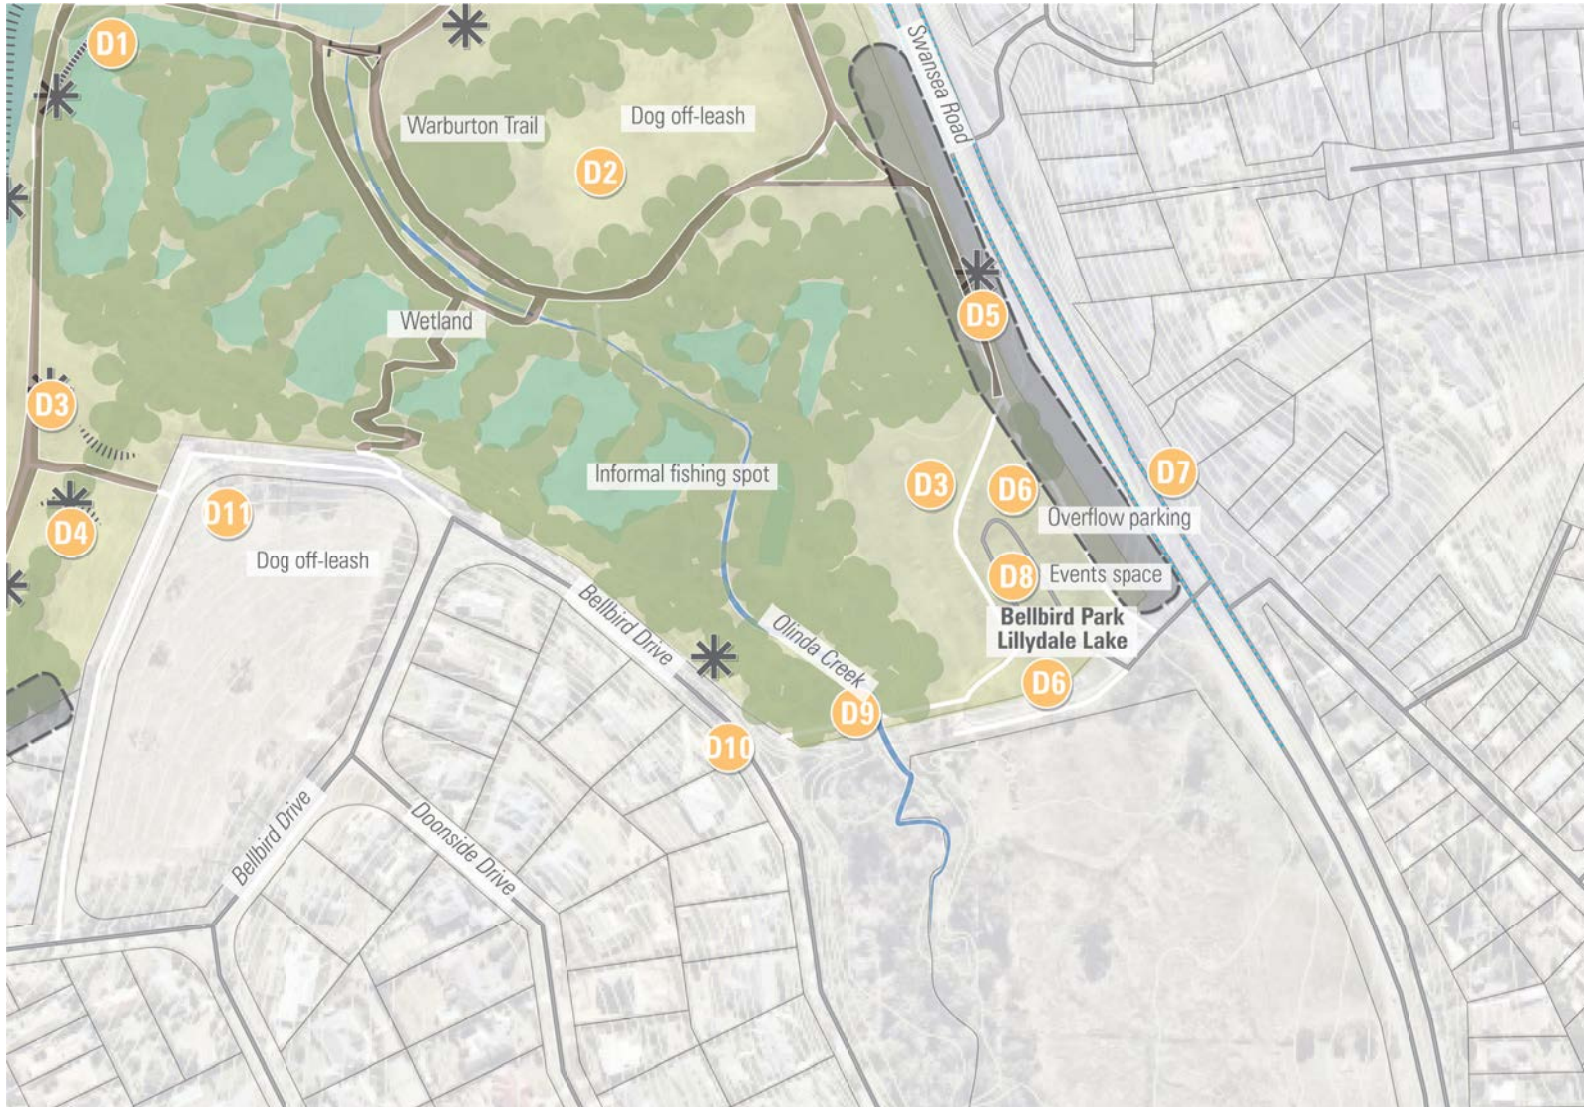 D1
Swansea Road
Warburton Trail
Dog off-leash
D2
D5
Wetland
D3
Informal fishing spot
D3
D6
D7
Overflow parking
D4
D11
Dog off-leash
D8
Events space
Bellbird Drive
Bellbird Park
Lillydale Lake
Olinda Creek
D6
D9
D10
Bellbird Drive
Doonside Drive